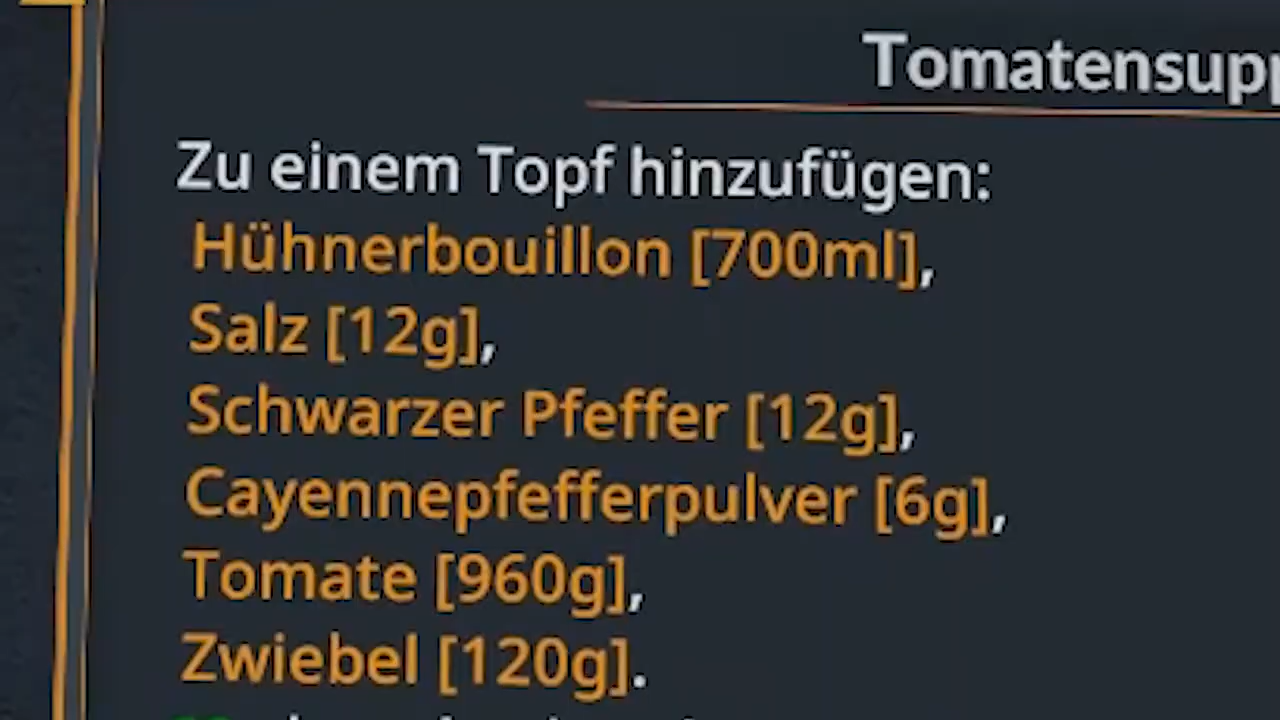 Tomatensupp
Zu einem Topf hinzufügen:
Hühnerbouillon [700ml],
Salz [12g],
Schwarzer Pfeffer [12g],
Cayennepfefferpulver [6g],
Tomate [960g],
Zwiebel [120g].